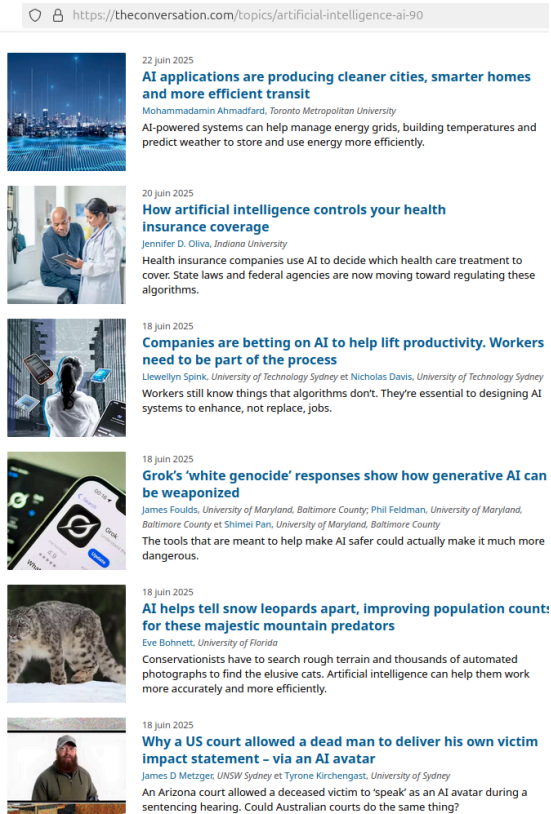 https://theconversation.com/topics/artificial-intelligence-ai-90
22 juin 2025
AI applications are producing cleaner cities, smarter homes
and more efficient transit
Mohammadamin Ahmadfard, Toronto Metropolitan University
AI-powered systems can help manage energy grids, building temperatures and
predict weather to store and use energy more efficiently.
20 juin 2025
How artificial intelligence controls your health
insurance coverage
Jennifer D. Oliva, Indiana University
Health insurance companies use AI to decide which health care treatment to
cover. State laws and federal agencies are now moving toward regulating these
algorithms.
18 juin 2025
Companies are betting on AI to help lift productivity. Workers
need to be part of the process
Llewellyn Spink, University of Technology Sydney et Nicholas Davis, University of Technology Sydney
Workers still know things that algorithms don’t. They’re essential to designing AI
systems to enhance, not replace, jobs.
18 juin 2025
Grok’s ‘white genocide’ responses show how generative AI can
be weaponized
James Foulds, University of Maryland, Baltimore County; Phil Feldman, University of Maryland,
Baltimore County et Shimei Pan, University of Maryland, Baltimore County
The tools that are meant to help make AI safer could actually make it much more
dangerous.
00:16
Search
Grok
Update
4.9
18 juin 2025
AI helps tell snow leopards apart, improving population counts
for these majestic mountain predators
Eve Bohnett, University of Florida
Conservationists have to search rough terrain and thousands of automated
photographs to find the elusive cats. Artificial intelligence can help them work
more accurately and more efficiently.
18 juin 2025
Why a US court allowed a dead man to deliver his own victim
impact statement – via an AI avatar
James D Metzger, UNSW Sydney et Tyrone Kirchengast, University of Sydney
An Arizona court allowed a deceased victim to ‘speak’ as an AI avatar during a
sentencing hearing. Could Australian courts do the same thing?